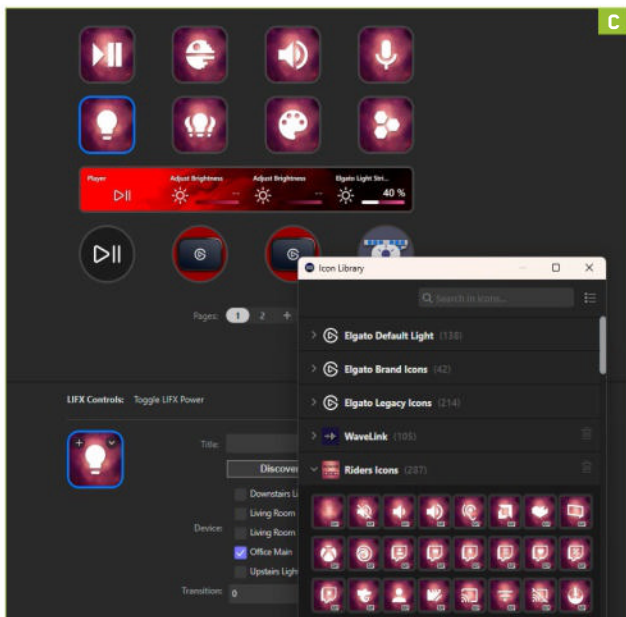 C
Player
Adjust Brightness
Adjust Brightness
Elgato Light Stri...
--
--
40 %
Icon Library
Search in icons...
Pages: 1 2 +
Elgato Default Light (138)
Elgato Brand Icons (42)
Elgato Legacy Icons (214)
LIFX Controls: Toggle LIFX Power
WaveLink (105)
Title:
Riders Icons (287)
Discove
Downstairs Li
Living Room
Device:
Living Room
Office Main
Upstairs Ligh
Transition: 0